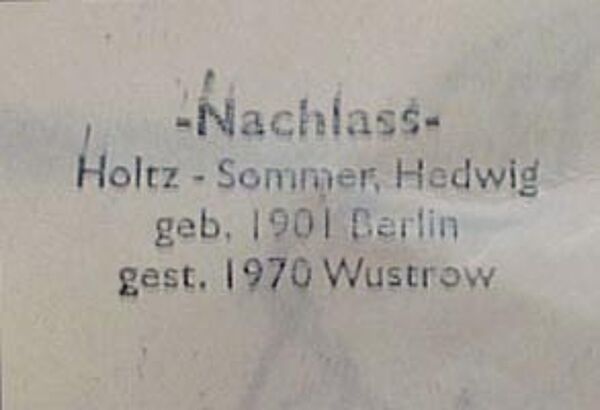 -Nachlass-
Holtz - Sommer, Hedwig
geb. 1901 Berlin
gest. 1970 Wustrow